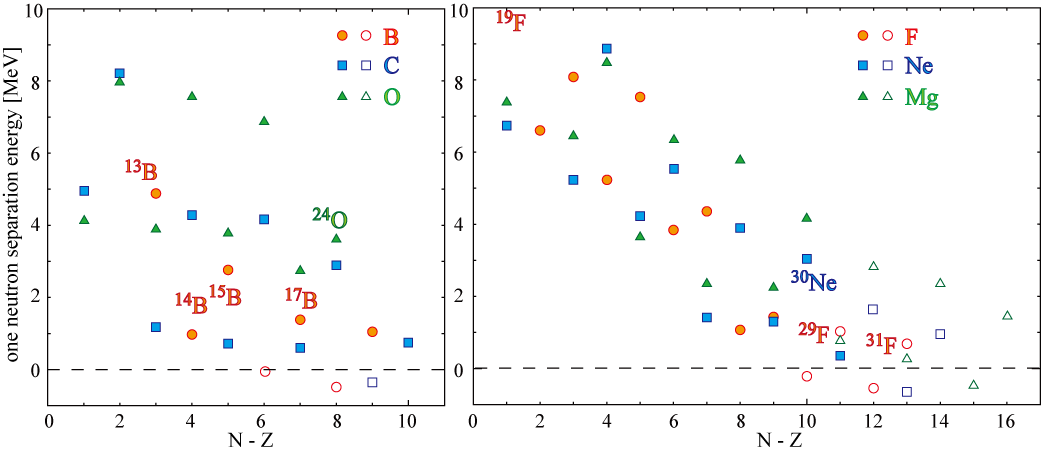 one neutron separation energy [MeV]
10
8
6
4
2
0
B
C
O
13B
14B
15B
17B
24O
0 2 4 6 8 10
N - Z
10
8
6
4
2
0
19F
F
Ne
Mg
30Ne
29F
31F
0 2 4 6 8 10 12 14 16
N - Z